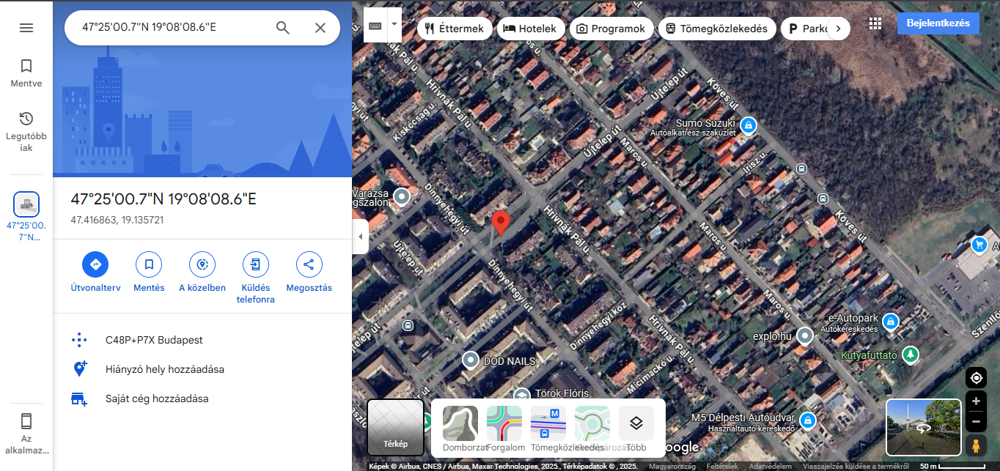 47°25'00.7"N 19°08'08.6"E
Mentve
Legutóbb
iak
47°25'00.
7"N...
Az
alkalmaz...
47°25'00.7"N 19°08'08.6"E
47.416863, 19.135721
Útvonalterv
Mentés
A közelben
Küldés
telefonra
Megosztás
C48P+P7X Budapest
Hiányzó hely hozzáadása
Saját cég hozzáadása
Éttermek
Hotelek
Programok
Tömegközlekedés
P Parko
Bejelentkezés
Hrivnák Pál u.
Kiskócsag u.
Újtelep út
Köves út
Sumo Suzuki
Autóalkatrész-szaküzlet
Újtelep út
Maros u.
Írisz u.
Varázsa
égszalon
Dinnyehegyi út
Hrivnák Pál u.
Maros u.
Köves út
Újtelep út
Dinnyehegyi út
Dinnyehegyi köz
Maros u.
e-Autopark
Autókereskedés
explo.hu
Hrivnák Pál u.
Kutyafuttató
DOD NAILS
Micimackó u.
Török Flóris
M5 Délpesti Autóudvar
Használtautó-kereskedő
Térkép
Domborzat
Forgalom
Tömegközlekedés
Több
Képek © Airbus, CNES / Airbus, Maxar Technologies, 2025., Térképadatok © , 2025.
Magyarország
Feltételek
Adatvédelem
Visszajelzés küldése a termékről
50 m